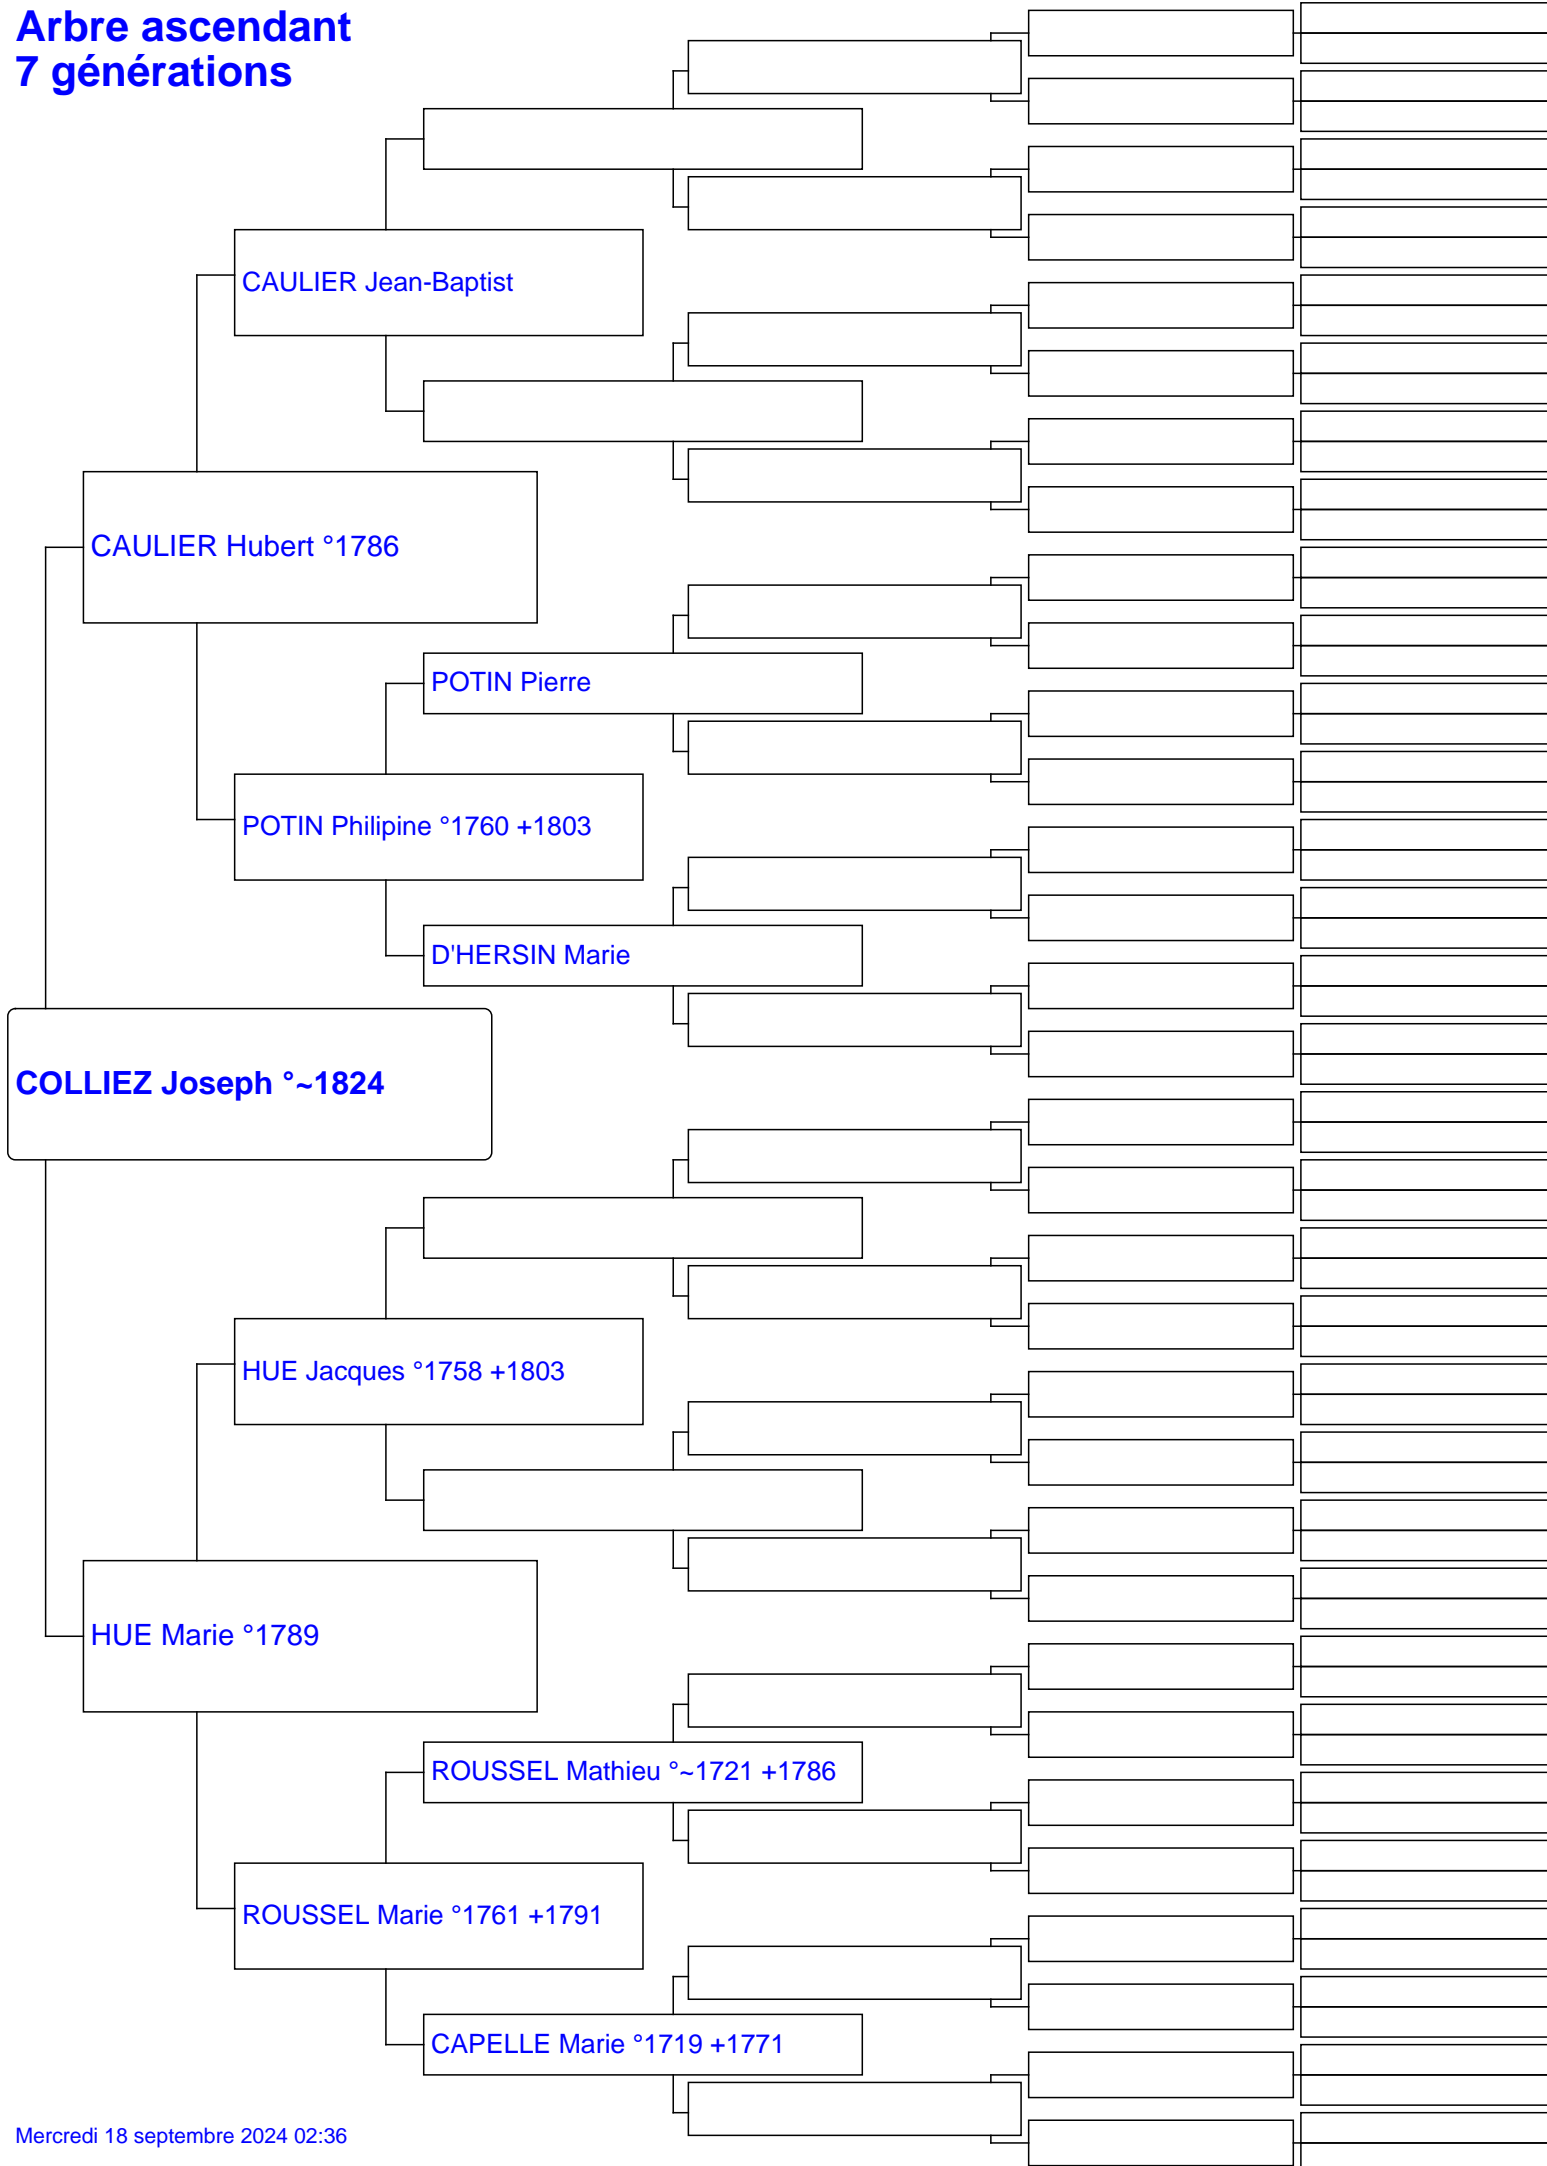 Arbre ascendant
7 générations
CAULIER Jean-Baptist
CAULIER Hubert °1786
POTIN Pierre
POTIN Philipine °1760 +1803
D'HERSIN Marie
COLLIEZ Joseph °~1824
HUE Jacques °1758 +1803
HUE Marie °1789
ROUSSEL Mathieu °~1721 +1786
ROUSSEL Marie °1761 +1791
CAPELLE Marie °1719 +1771
Mercredi 18 septembre 2024 02:36